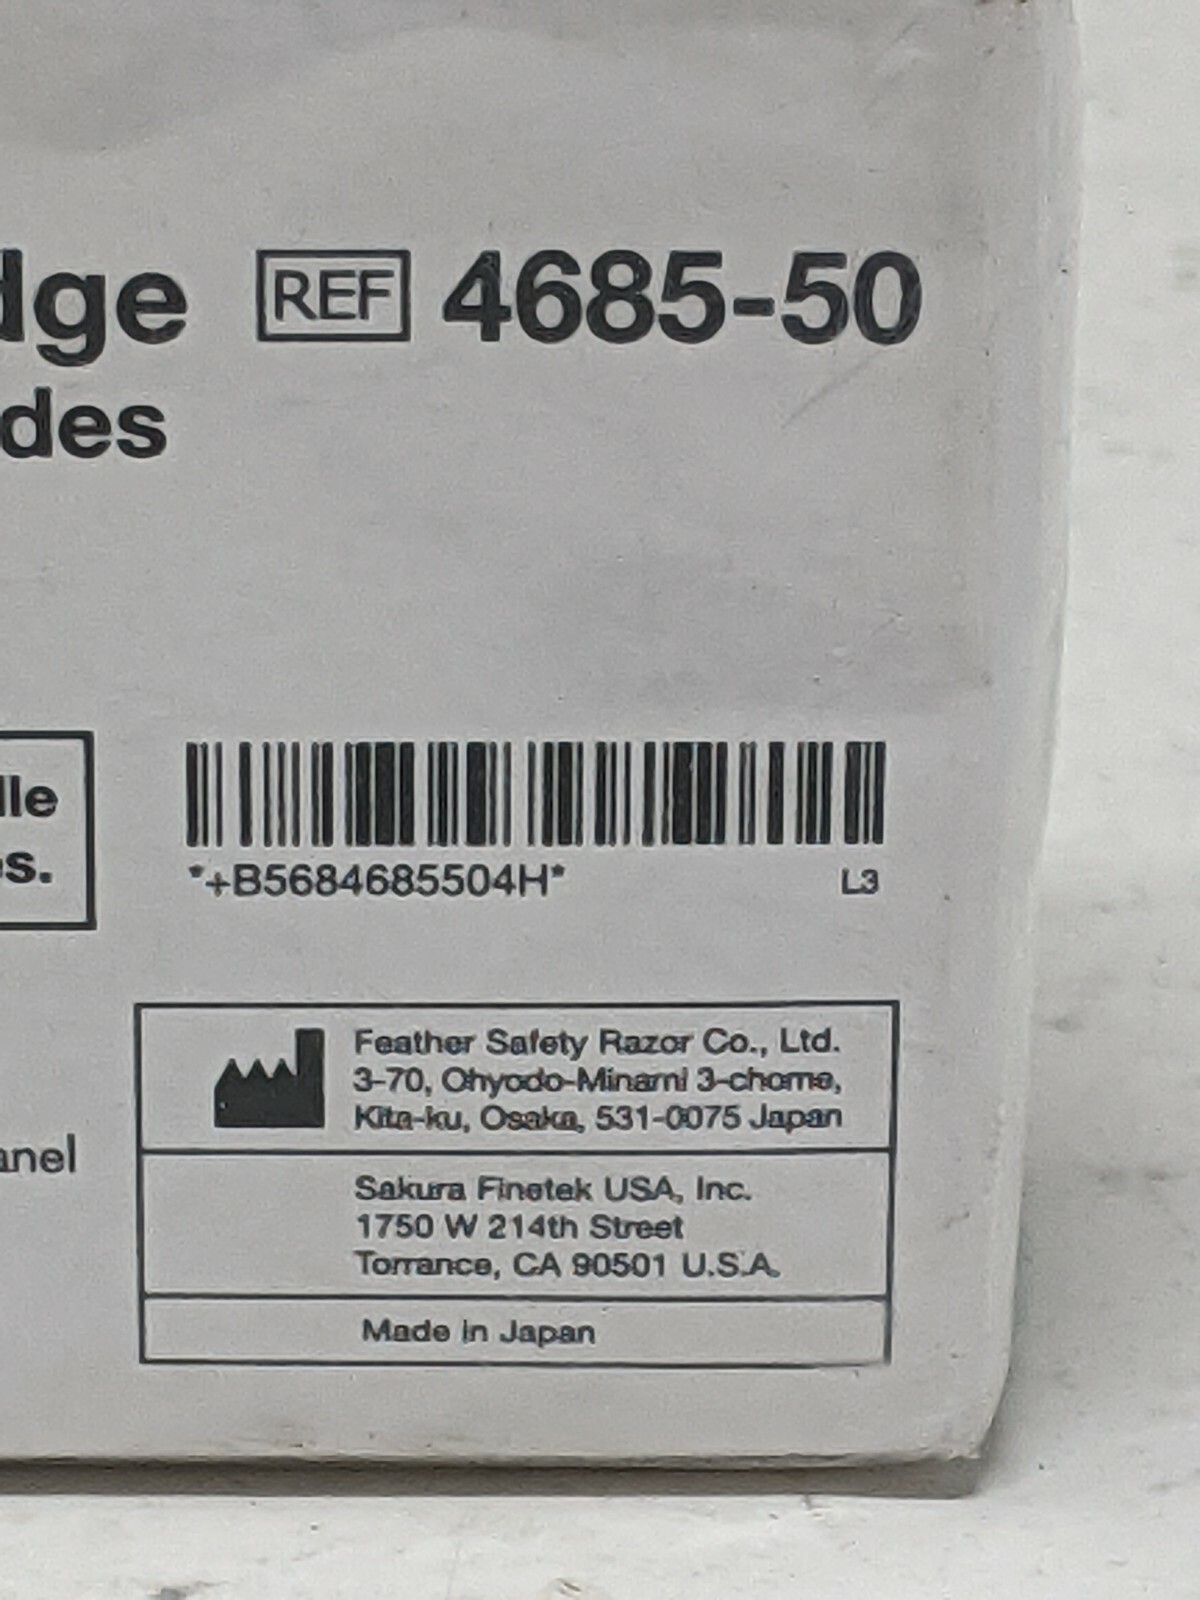 dge REF 4685-50
des
lle
s.
*+B5684685504H* L3
Feather Safety Razor Co., Ltd.
3-70, Ohyodo-Minami 3-chome,
Kita-ku, Osaka, 531-0075 Japan
anel
Sakura Finetek USA, Inc.
1750 W 214th Street
Torrance, CA 90501 U.S.A.
Made in Japan